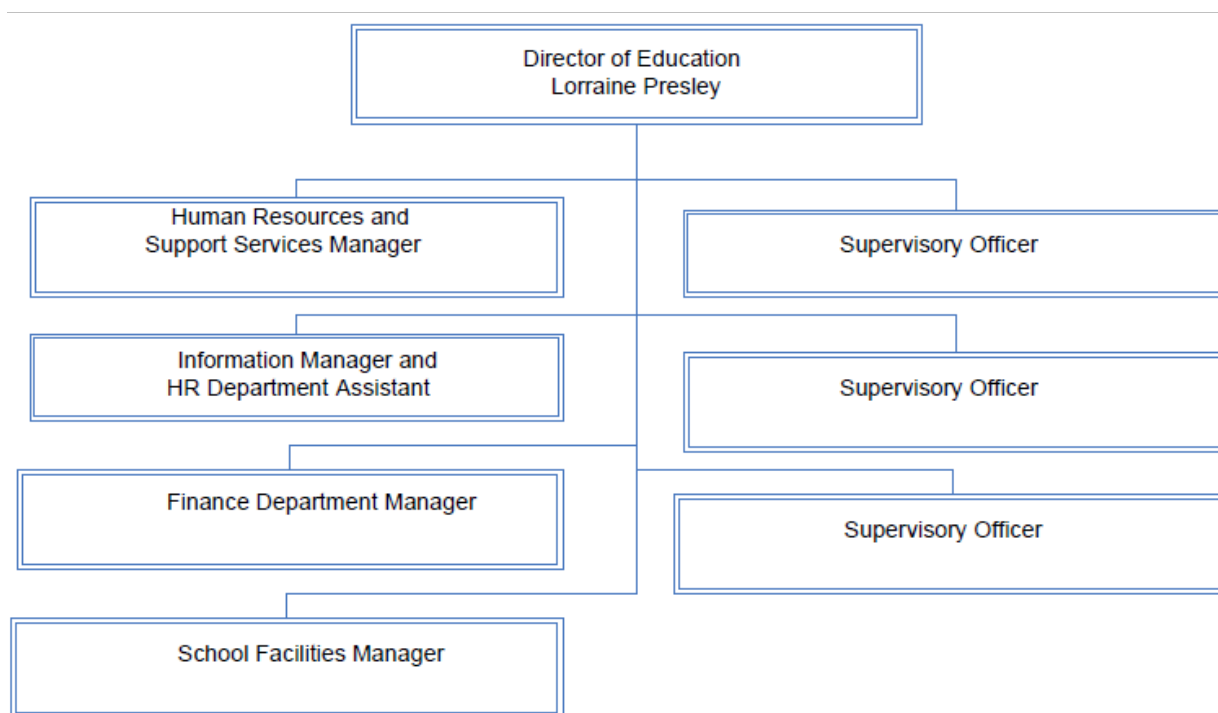 Director of Education
Lorraine Presley
Human Resources and
Support Services Manager
Supervisory Officer
Information Manager and
HR Department Assistant
Supervisory Officer
Finance Department Manager
Supervisory Officer
School Facilities Manager